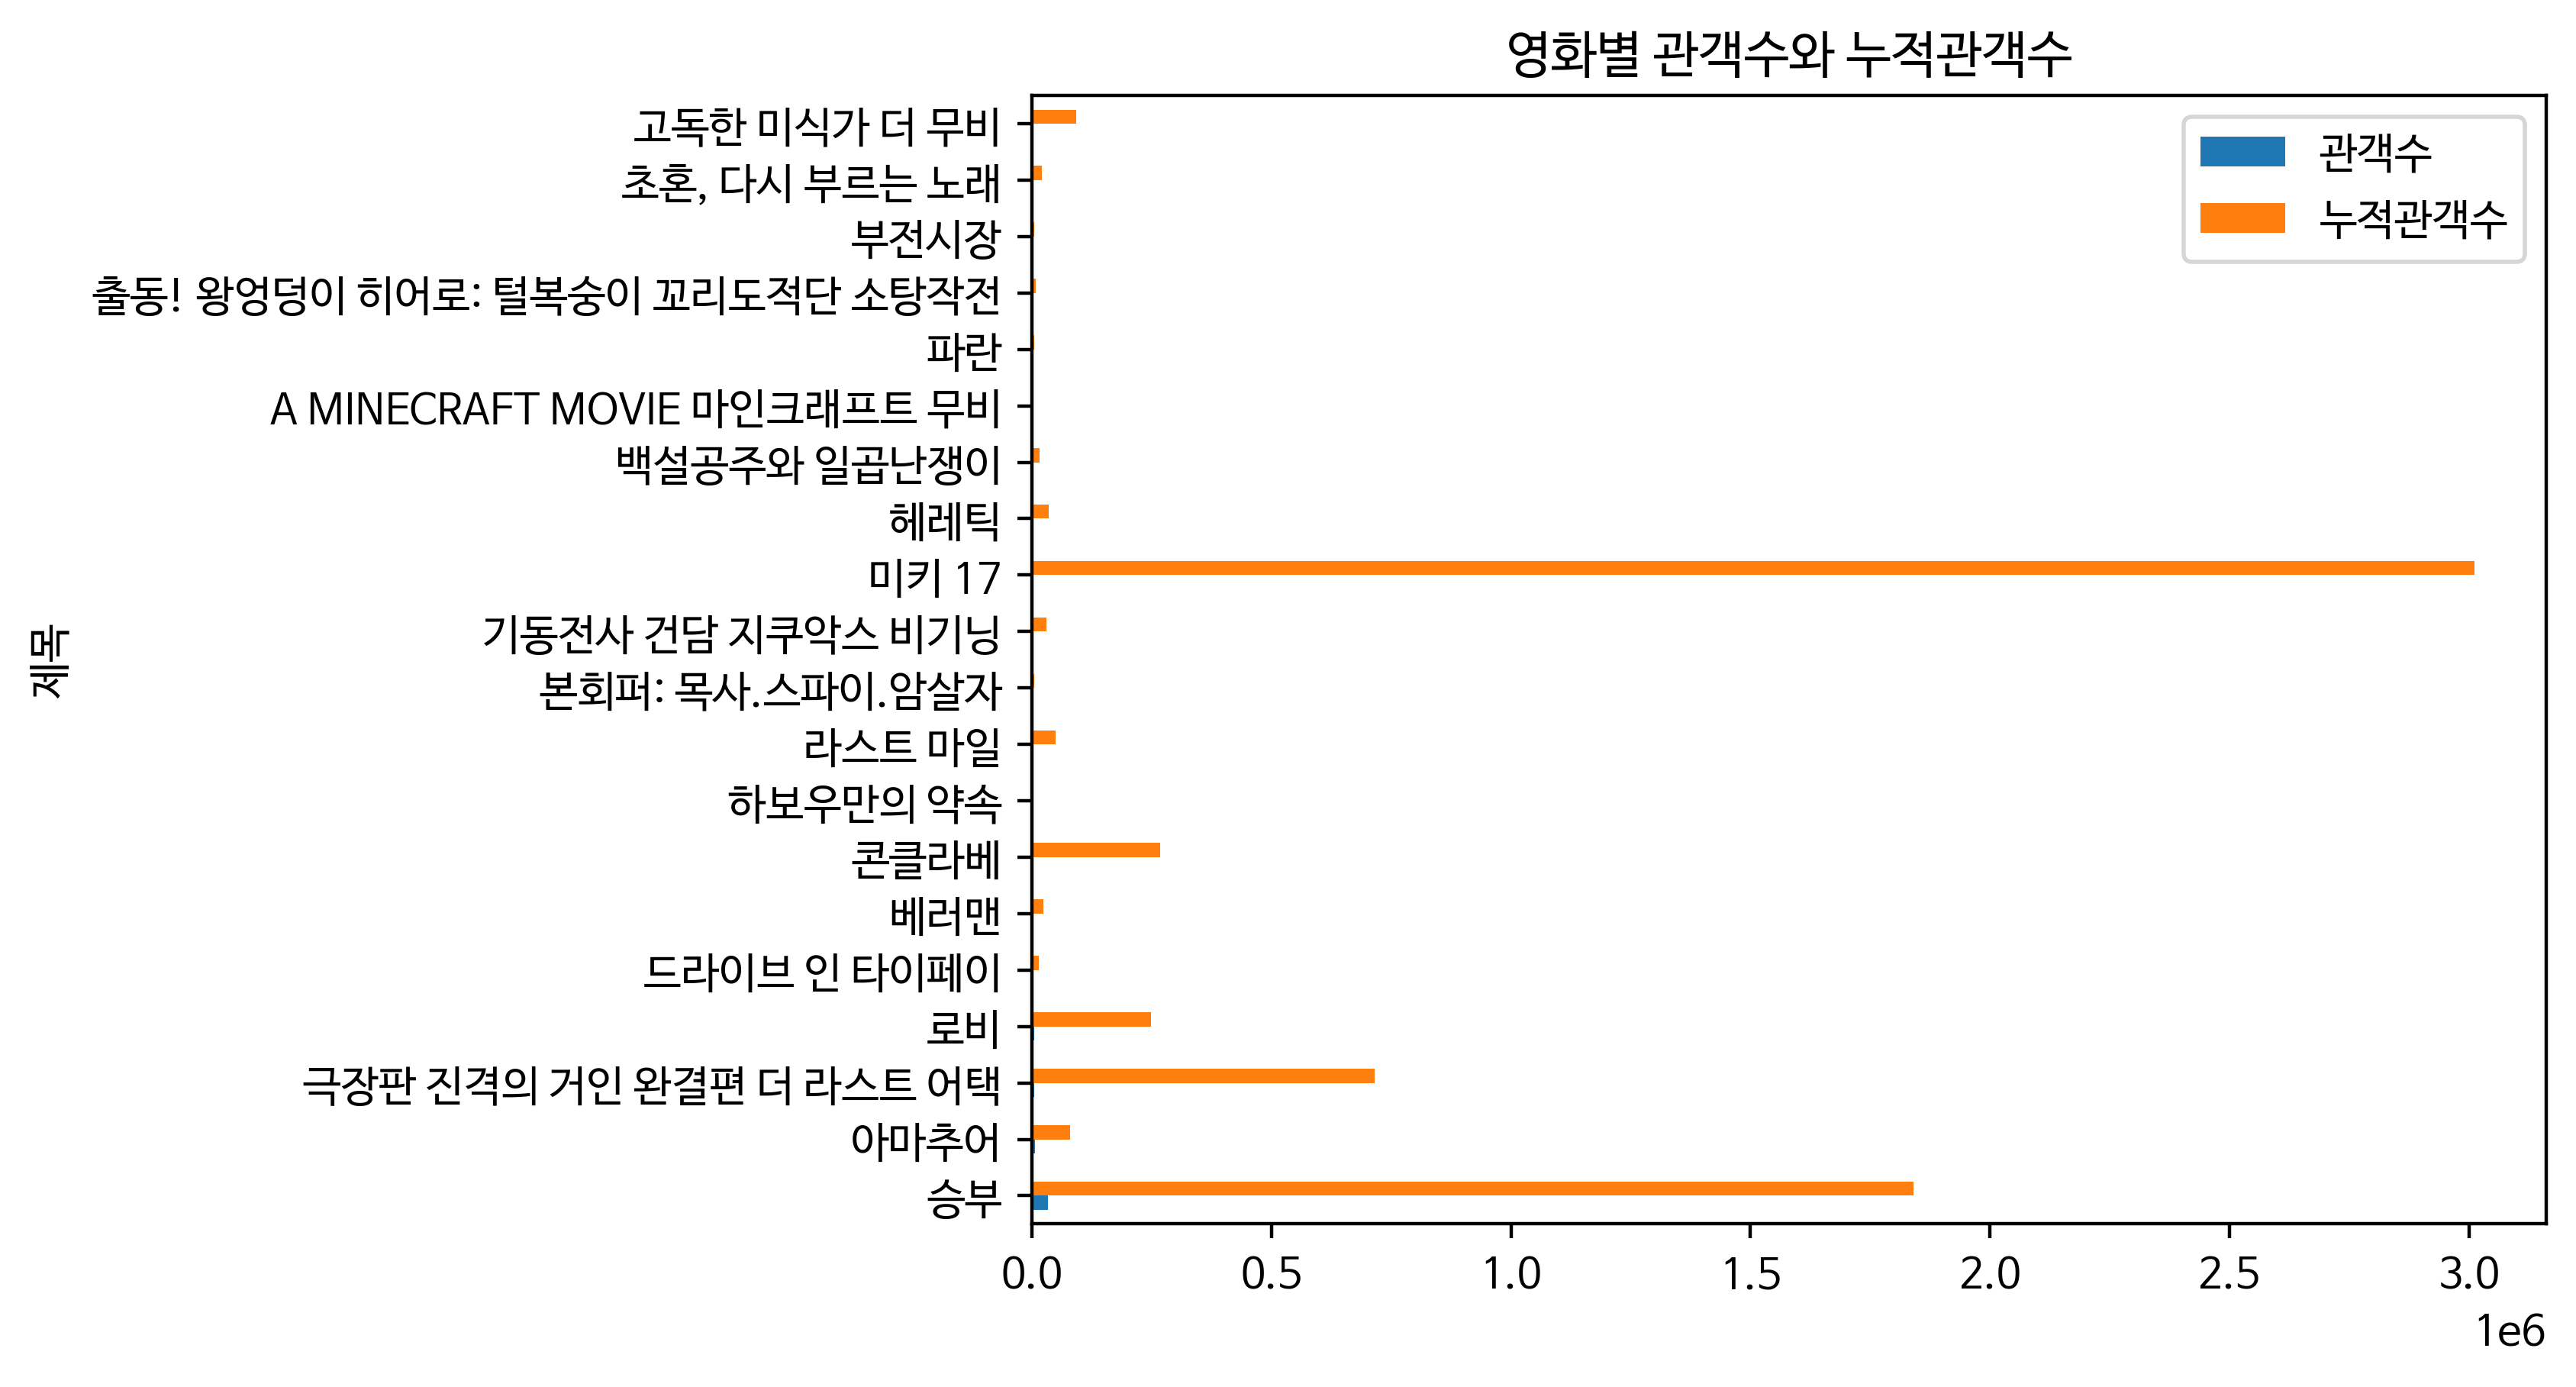 영화별 관객수와 누적관객수
관객수
누적관객수
제목
고독한 미식가 더 무비
초혼, 다시 부르는 노래
부전시장
출동! 왕엉덩이 히어로: 털복숭이 꼬리도적단 소탕작전
파란
A MINECRAFT MOVIE 마인크래프트 무비
백설공주와 일곱난쟁이
헤레틱
미키 17
기동전사 건담 지쿠악스 비기닝
본회퍼: 목사.스파이.암살자
라스트 마일
하보우만의 약속
콘클라베
베러맨
드라이브 인 타이페이
로비
극장판 진격의 거인 완결편 더 라스트 어택
아마추어
승부
0.0 0.5 1.0 1.5 2.0 2.5 3.0
1e6